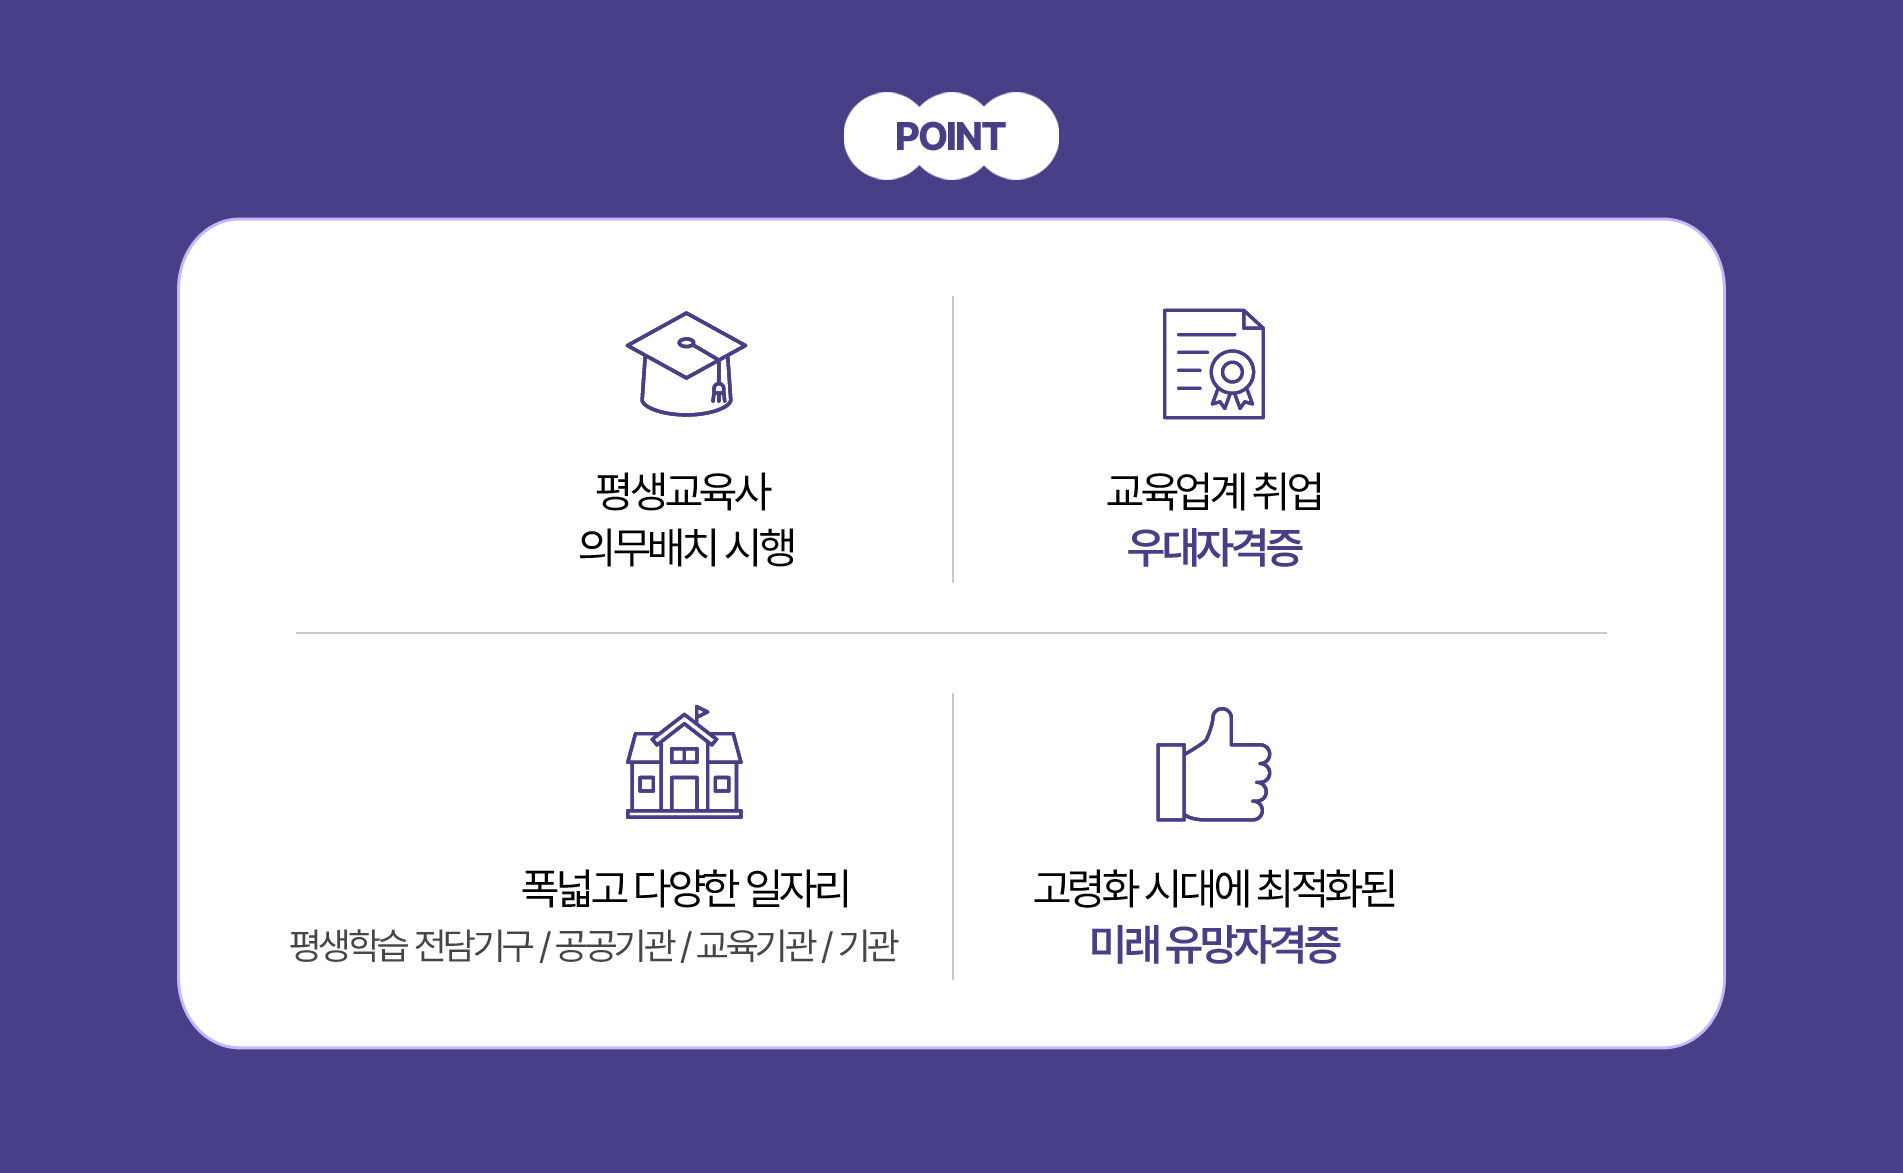 POINT
평생교육사
의무배치 시행
교육업계 취업
우대자격증
폭넓고 다양한 일자리
평생학습 전담기구 / 공공기관 / 교육기관 / 기관
고령화 시대에 최적화된
미래 유망자격증